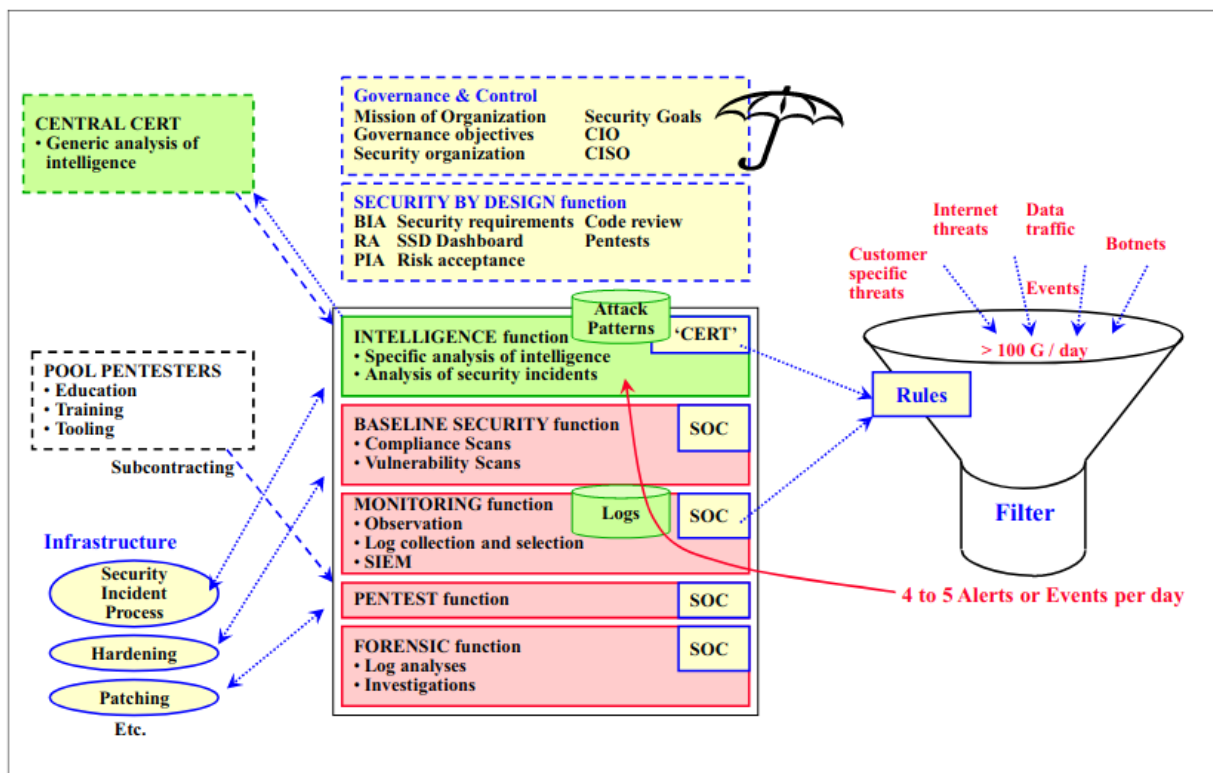 CENTRAL CERT
• Generic analysis of
intelligence
Governance & Control
Mission of Organization Security Goals
Governance objectives CIO
Security organization CISO
SECURITY BY DESIGN function
BIA Security requirements Code review
RA SSD Dashboard Pentests
PIA Risk acceptance
POOL PENTESTERS
• Education
• Training
• Tooling
Subcontracting
Infrastructure
Security
Incident
Process
Hardening
Patching
Etc.
Attack
Patterns
INTELLIGENCE function
• Specific analysis of intelligence
• Analysis of security incidents
‘CERT’
BASELINE SECURITY function
• Compliance Scans
• Vulnerability Scans
SOC
MONITORING function
• Observation
• Log collection and selection
• SIEM
Logs
SOC
PENTEST function
SOC
FORENSIC function
• Log analyses
• Investigations
SOC
Internet
threats
Data
traffic
Botnets
Customer
specific
threats
Events
> 100 G / day
Rules
Filter
4 to 5 Alerts or Events per day